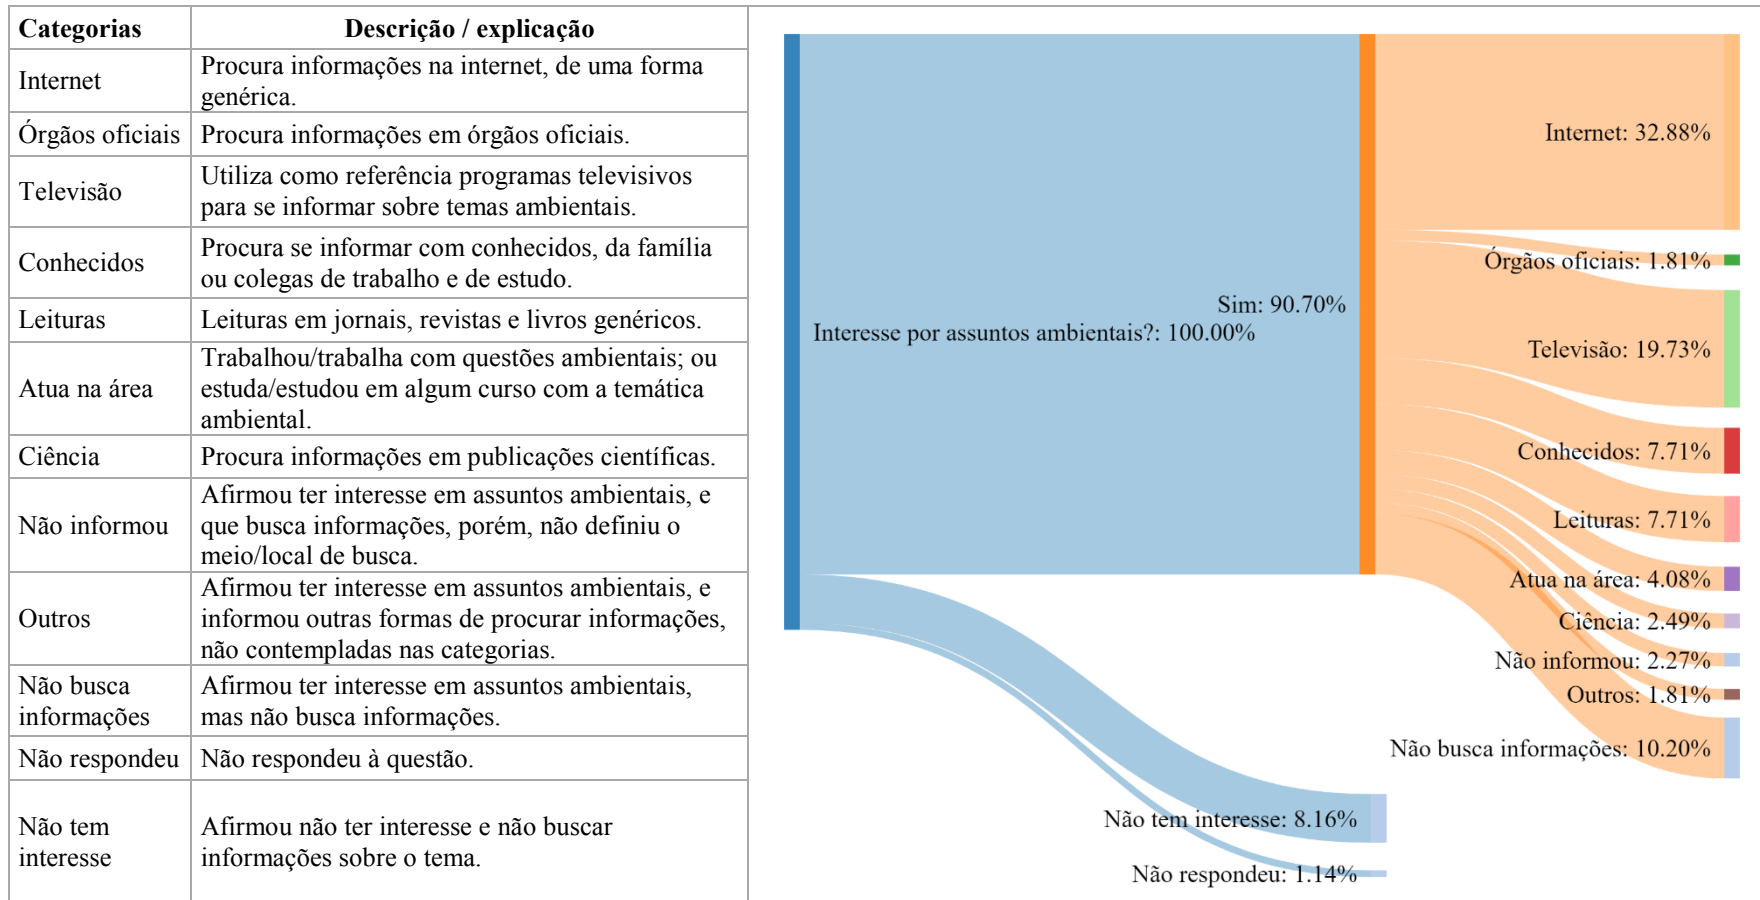 Categorias
Descrição / explicação
Internet
Procura informações na internet, de uma forma
genérica.
Órgãos oficiais
Procura informações em órgãos oficiais.
Televisão
Utiliza como referência programas televisivos
para se informar sobre temas ambientais.
Conhecidos
Procura se informar com conhecidos, da família
ou colegas de trabalho e de estudo.
Leituras
Leituras em jornais, revistas e livros genéricos.
Atua na área
Trabalhou/trabalha com questões ambientais; ou
estuda/estudou em algum curso com a temática
ambiental.
Ciência
Procura informações em publicações científicas.
Não informou
Afirmou ter interesse em assuntos ambientais, e
que busca informações, porém, não definiu o
meio/local de busca.
Outros
Afirmou ter interesse em assuntos ambientais, e
informou outras formas de procurar informações,
não contempladas nas categorias.
Não busca
informações
Afirmou ter interesse em assuntos ambientais,
mas não busca informações.
Não respondeu
Não respondeu à questão.
Não tem
interesse
Afirmou não ter interesse e não buscar
informações sobre o tema.
Interesse por assuntos ambientais?: 100.00%
Sim: 90.70%
Internet: 32.88%
Órgãos oficiais: 1.81%
Televisão: 19.73%
Conhecidos: 7.71%
Leituras: 7.71%
Atua na área: 4.08%
Ciência: 2.49%
Não informou: 2.27%
Outros: 1.81%
Não busca informações: 10.20%
Não tem interesse: 8.16%
Não respondeu: 1.14%